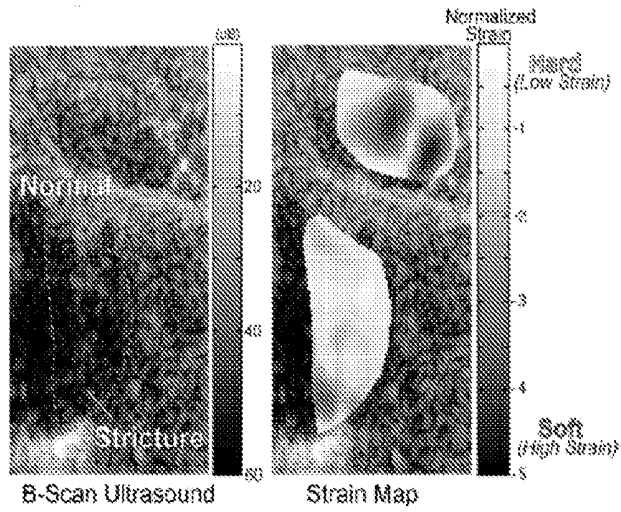 (dB)
20
40
60
Normal
Stricture
B-Scan Ultrasound
Normalized
Strain
Hard
(Low Strain)
-1
-2
-3
-4
-5
Soft
(High Strain)
Strain Map